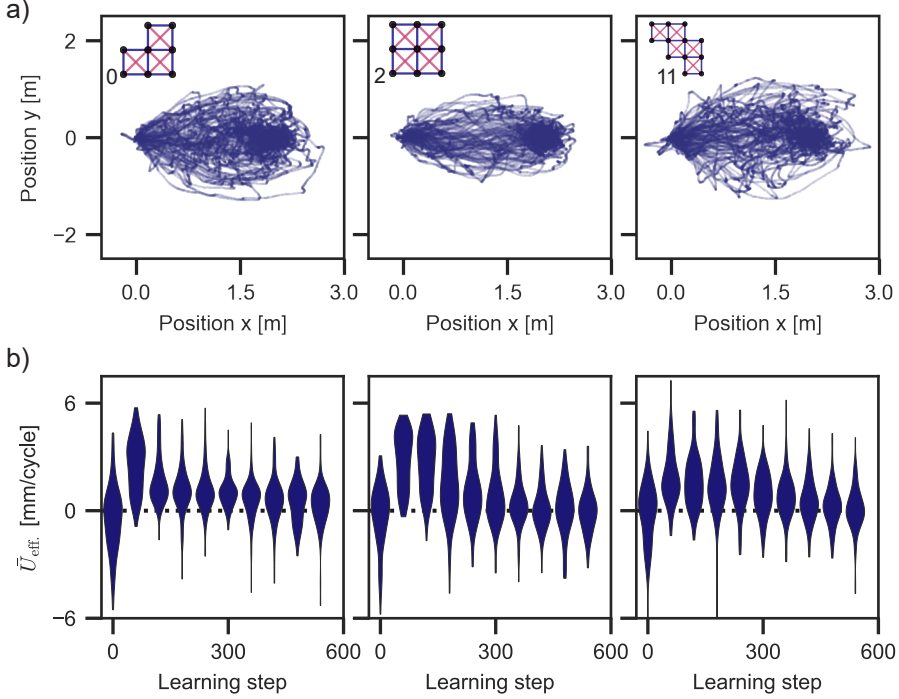 a)
Position y [m]
2
0
−2
0
2
11
0.0 1.5 3.0
0.0 1.5 3.0
0.0 1.5 3.0
Position x [m]
Position x [m]
Position x [m]
b)
Ū_eff. [mm/cycle]
6
0
−6
0 300 600
0 300 600
0 300 600
Learning step
Learning step
Learning step